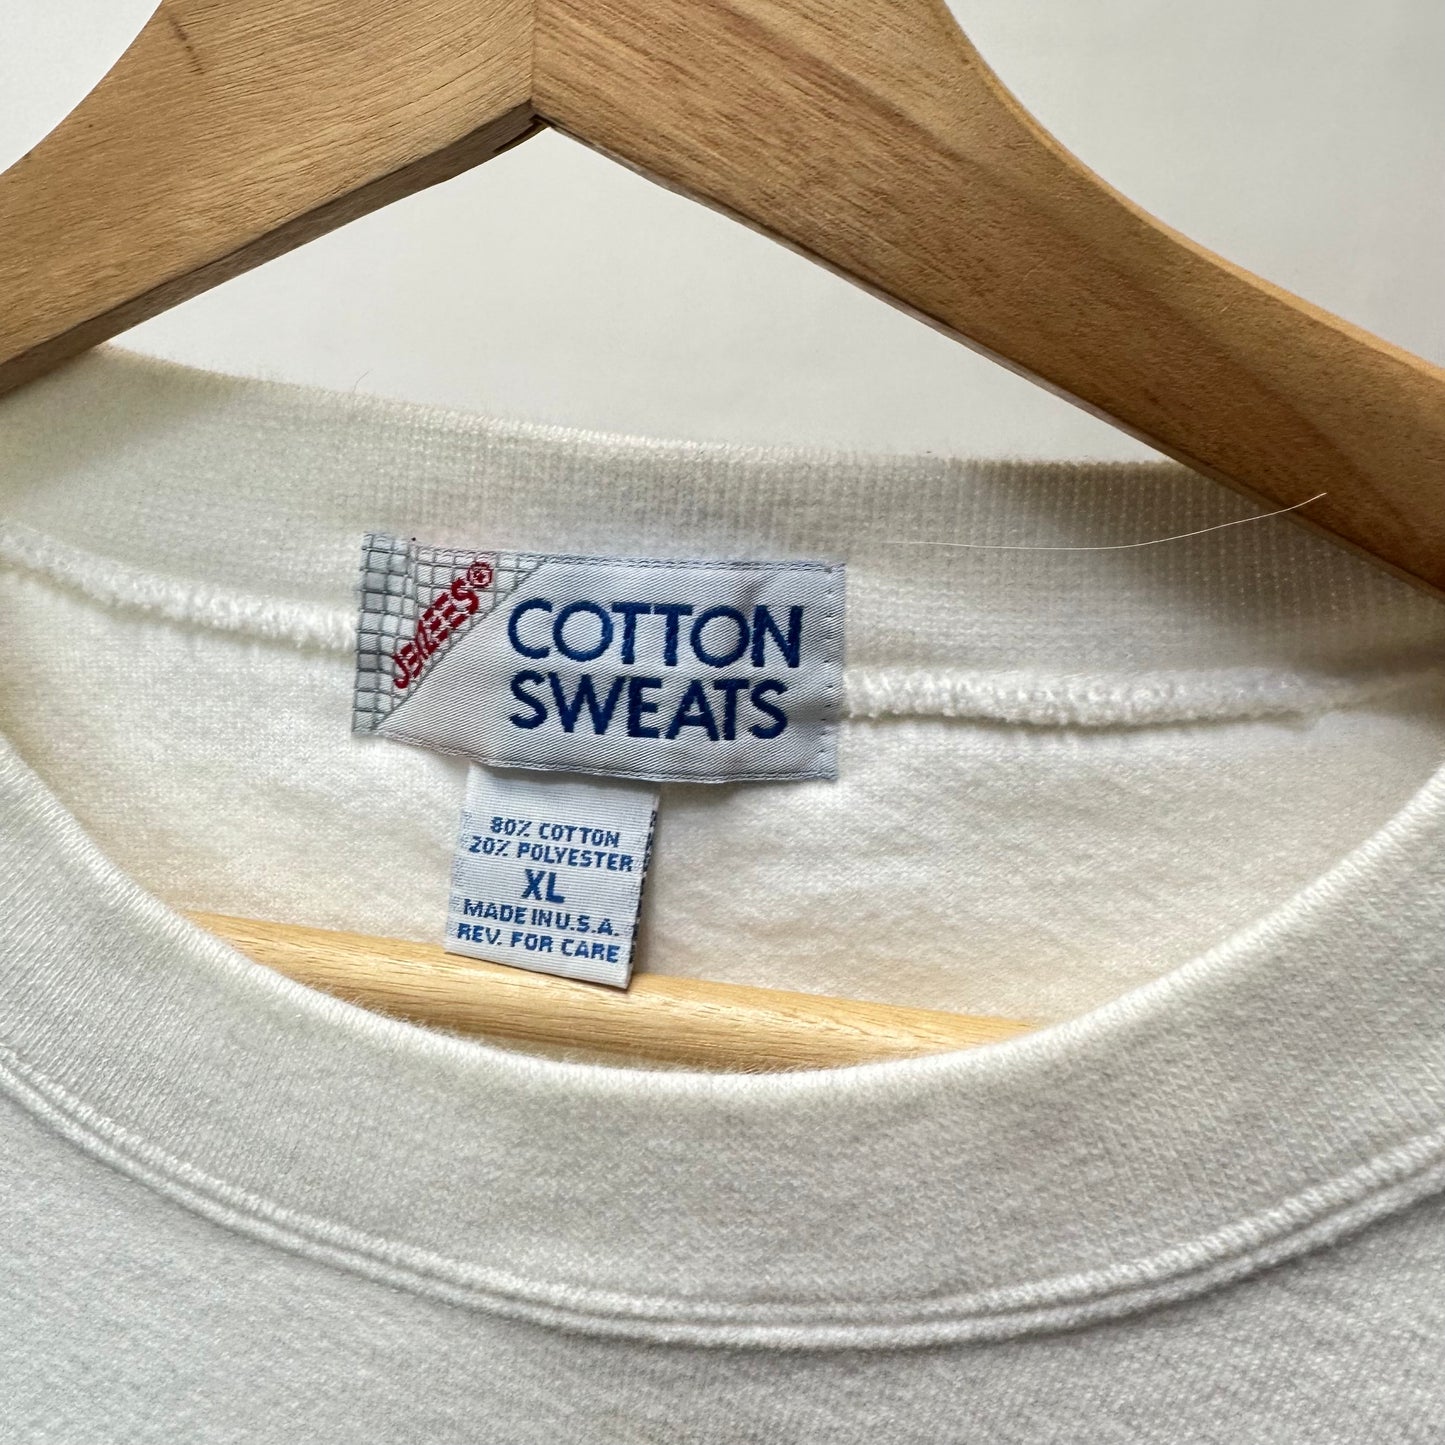 JERZEES®
COTTON
SWEATS
80% COTTON
20% POLYESTER
XL
MADE IN U.S.A.
REV. FOR CARE